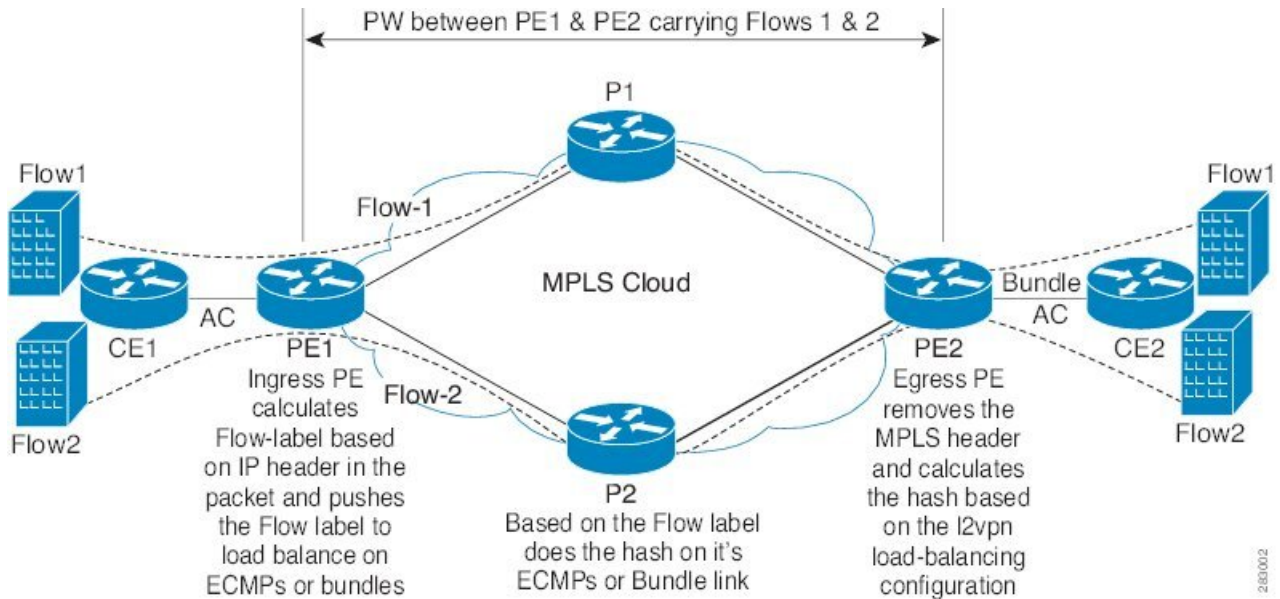 PW between PE1 & PE2 carrying Flows 1 & 2
P1
Flow1
Flow1
Flow-1
MPLS Cloud
Bundle
AC
AC
CE1
PE1
PE2
CE2
Flow-2
Flow2
Flow2
Ingress PE
calculates
Flow-label based
on IP header in the
packet and pushes
the Flow label to
load balance on
ECMPs or bundles
P2
Based on the Flow label
does the hash on it's
ECMPs or Bundle link
Egress PE
removes the
MPLS header
and calculates
the hash based
on the l2vpn
load-balancing
configuration
283002